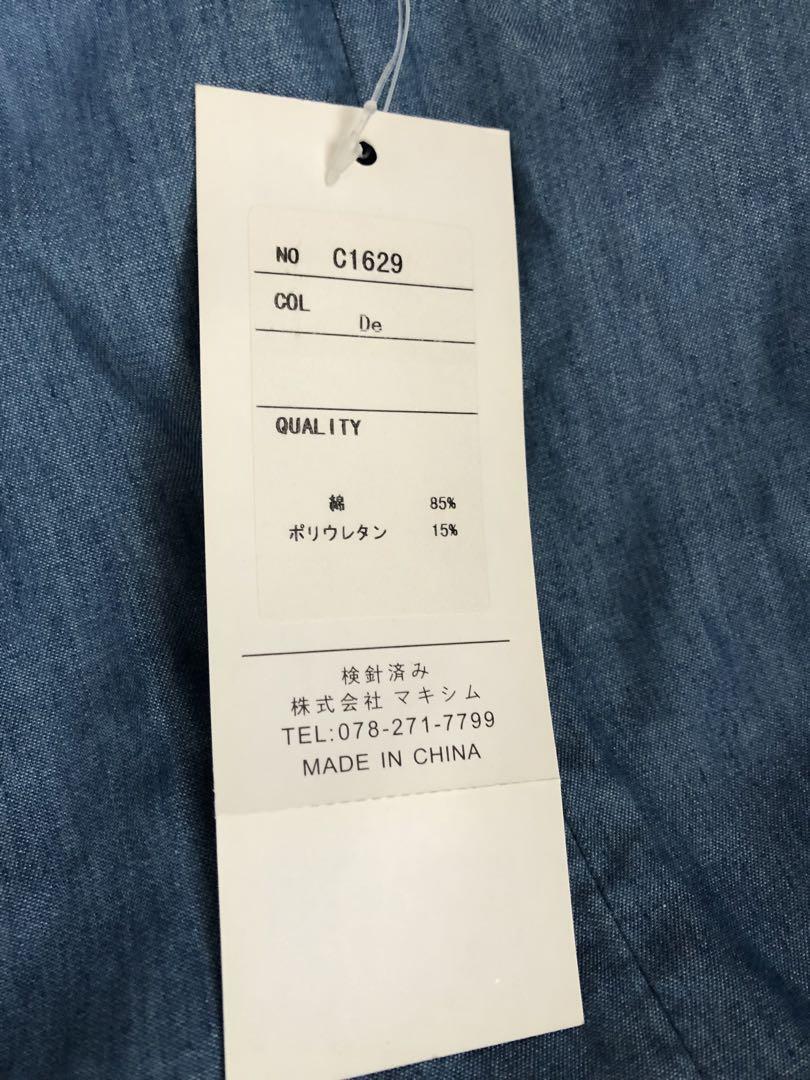 NO C1629
COL
De
QUALITY
綿 85%
ポリウレタン 15%
検針済み
株式会社 マキシム
TEL:078-271-7799
MADE IN CHINA